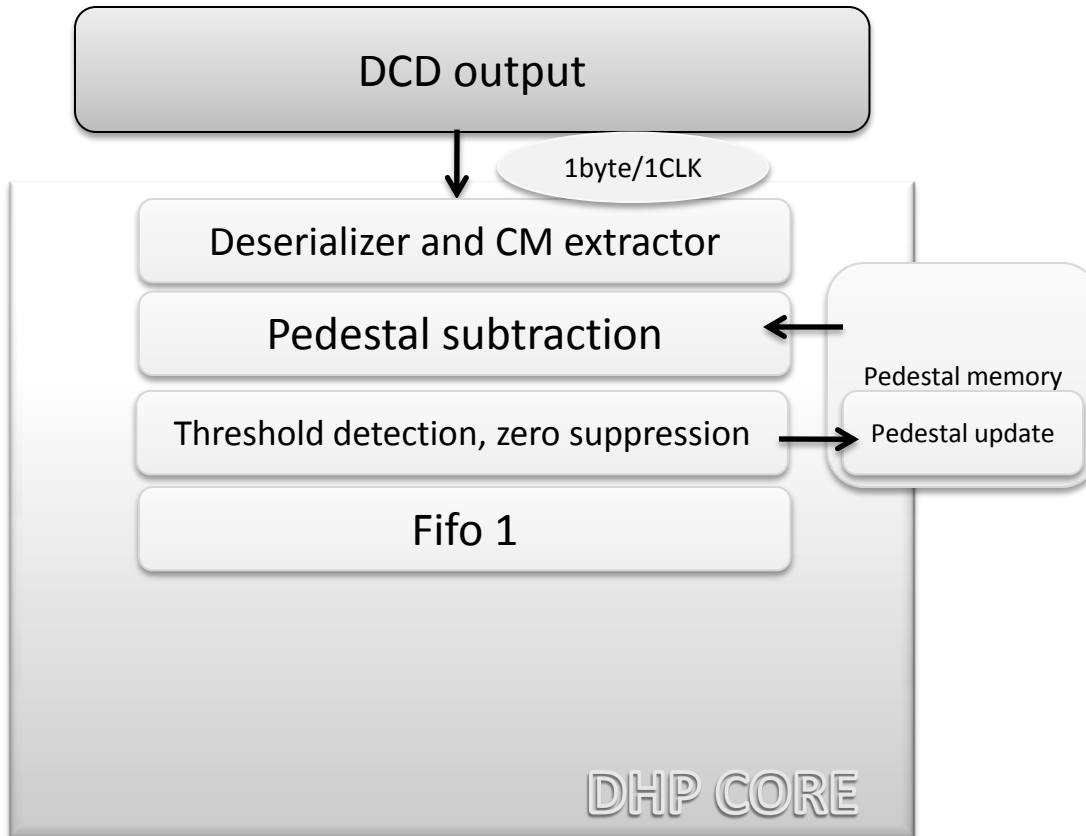 DCD output
1byte/1CLK
Deserializer and CM extractor
Pedestal subtraction
Pedestal memory
Threshold detection, zero suppression
Pedestal update
Fifo 1
DHP CORE